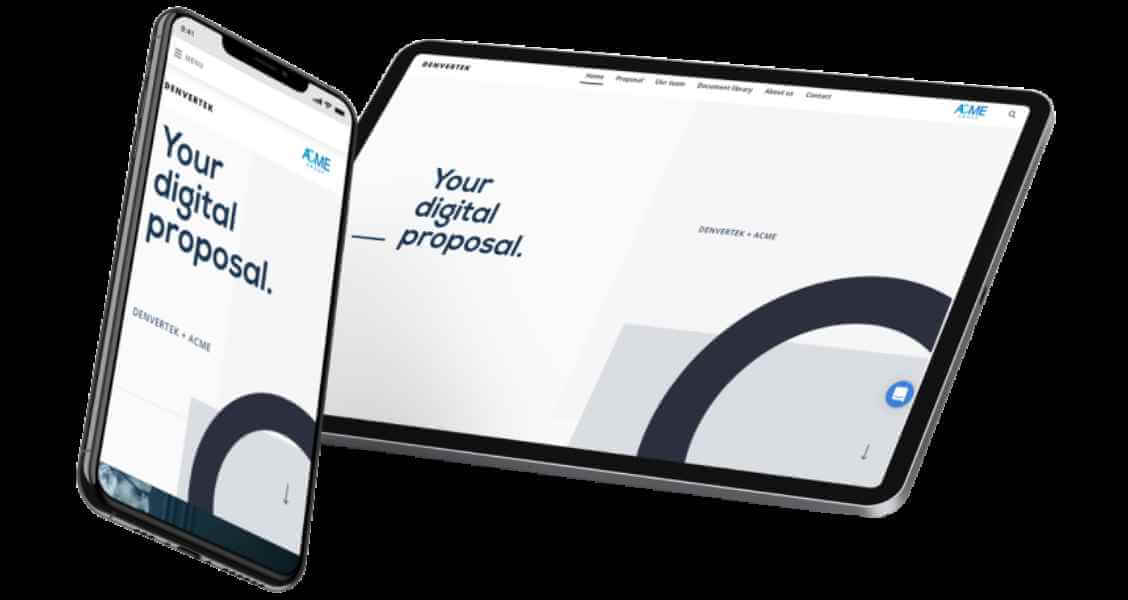 9:41
MENU
DENVERTEK
ACME
Your
digital
proposal.
DENVERTEK + ACME
DENVERTEK
Home Proposal Our team Document library About us Contact
ACME
Your
digital
proposal.
DENVERTEK + ACME